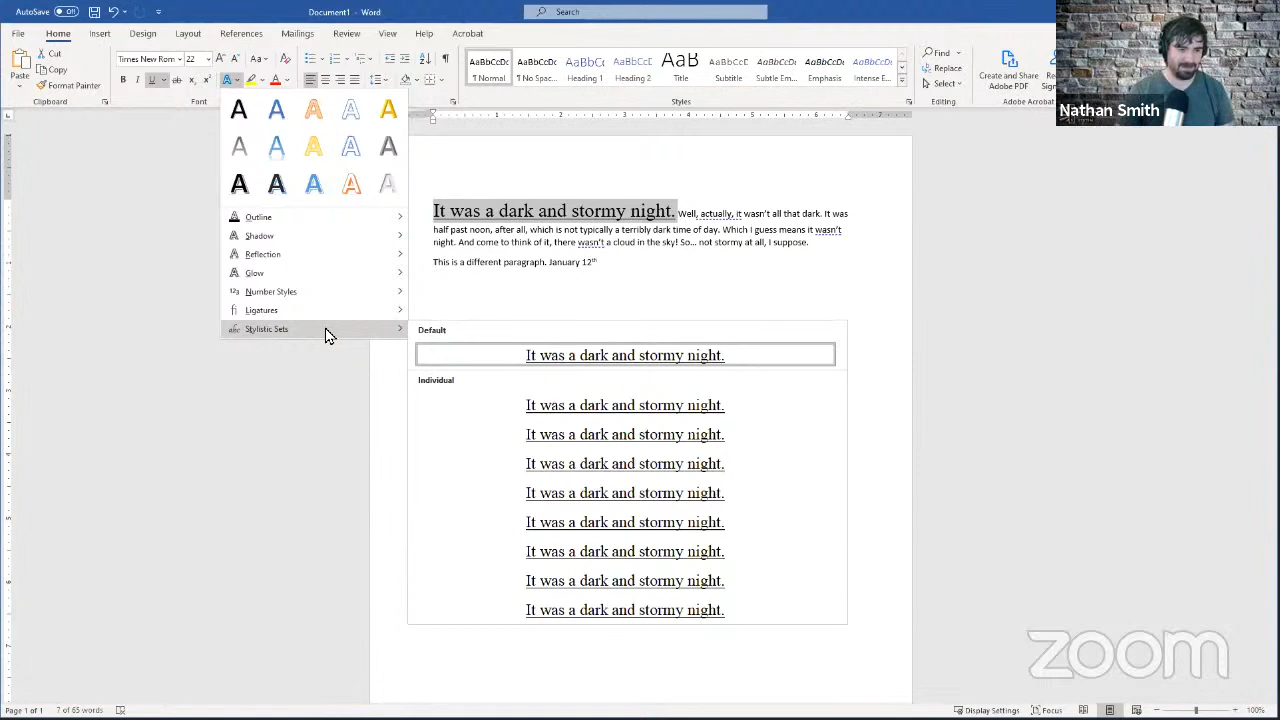 AutoSave Off Document1 - Word Search
File Home Insert Design Layout References Mailings Review View Help Acrobat
Paste Cut Copy Format Painter
Clipboard
Times New Rom 22
B I U ab x
Font
AaBbCcDc AaBbCcDc AaBbCc AaBbCcC AaB AaBbCcD AaBbCcDc AaBbCcDc AaBbCcDc
¶ Normal ¶ No Spac... Heading 1 Heading 2 Title Subtitle Subtle Em... Emphasis Intense E...
Styles
Find
Replace
Select
Editing
Create and Share
Adobe PDF
Adobe Acroba
Nathan Smith
Outline
Shadow
Reflection
Glow
Number Styles
Ligatures
Stylistic Sets
It was a dark and stormy night. Well, actually, it wasn't all that dark. It was
half past noon, after all, which is not typically a terribly dark time of day. Which I guess means it wasn't
night. And come to think of it, there wasn't a cloud in the sky! So... not stormy at all, I suppose.
This is a different paragraph. January 12th
Default
It was a dark and stormy night.
Individual
It was a dark and stormy night.
It was a dark and stormy night.
It was a dark and stormy night.
It was a dark and stormy night.
It was a dark and stormy night.
It was a dark and stormy night.
It was a dark and stormy night.
It was a dark and stormy night.
zoom
Page 1 of 1 7 of 65 words Display Settings Focus 100%